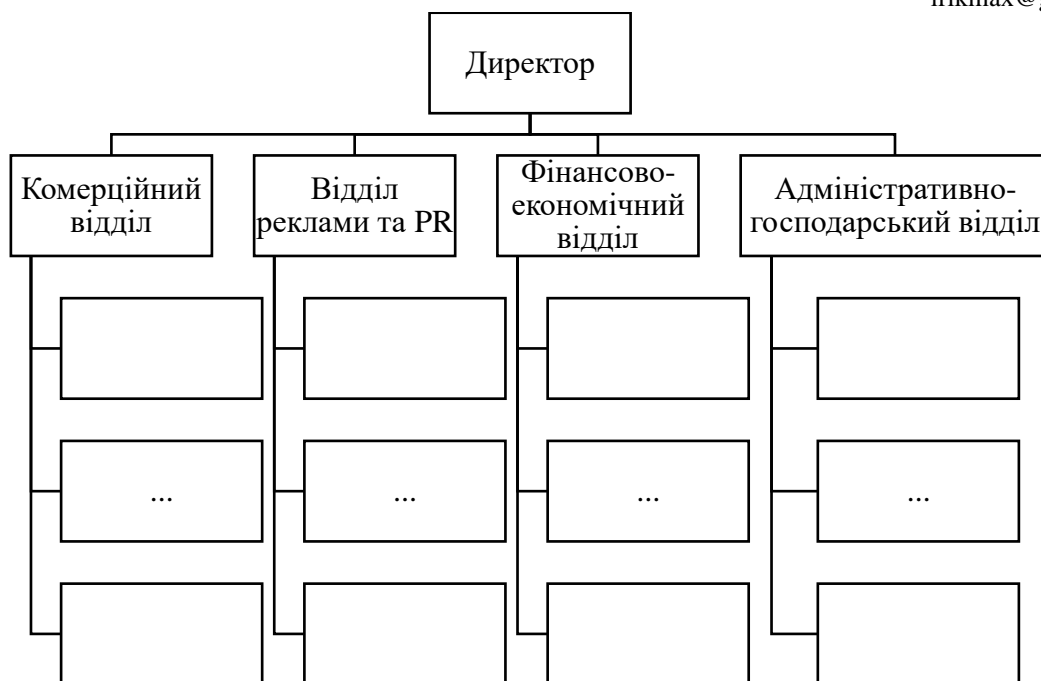 Директор
Комерційний
відділ
Відділ
реклами та PR
Фінансово-
економічний
відділ
Адміністративно-
господарський відділ
...
...
...
...